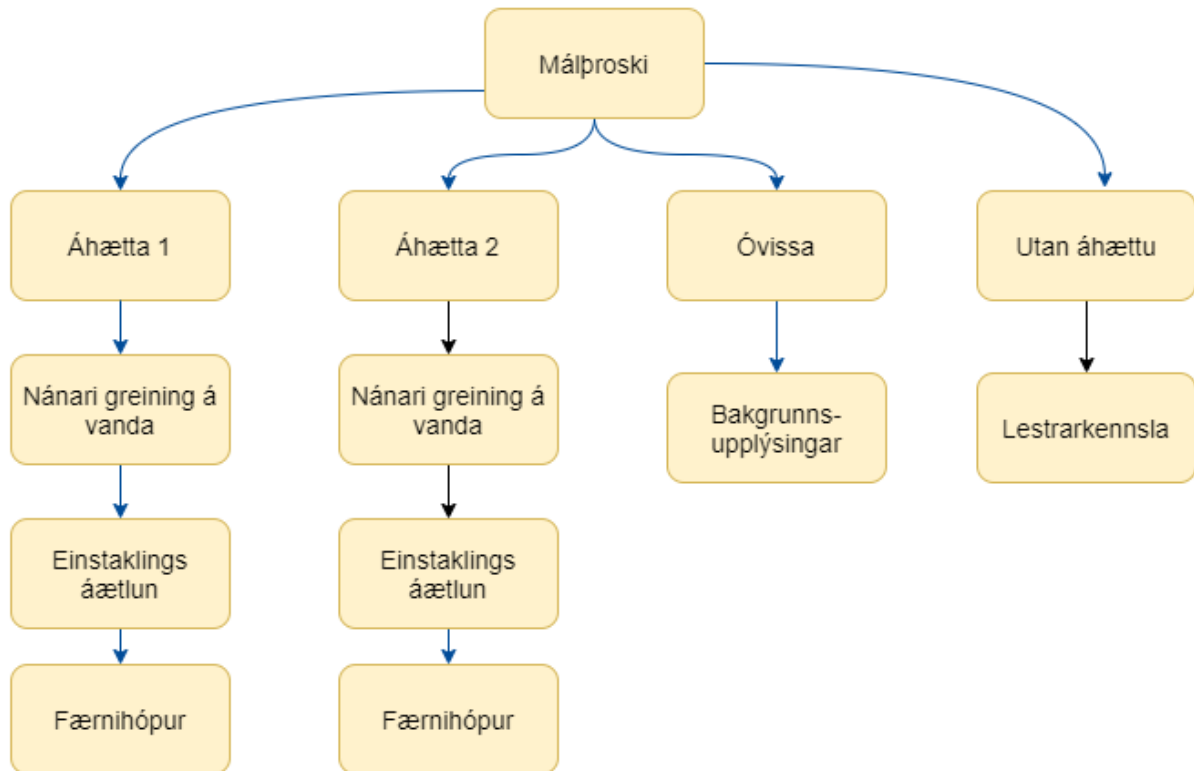 Málþroski
Áhætta 1
Áhætta 2
Óvissa
Utan áhættu
Nánari greining á
vanda
Nánari greining á
vanda
Bakgrunns-
upplýsingar
Lestrarkennsla
Einstaklings
áætlun
Einstaklings
áætlun
Færnihópur
Færnihópur